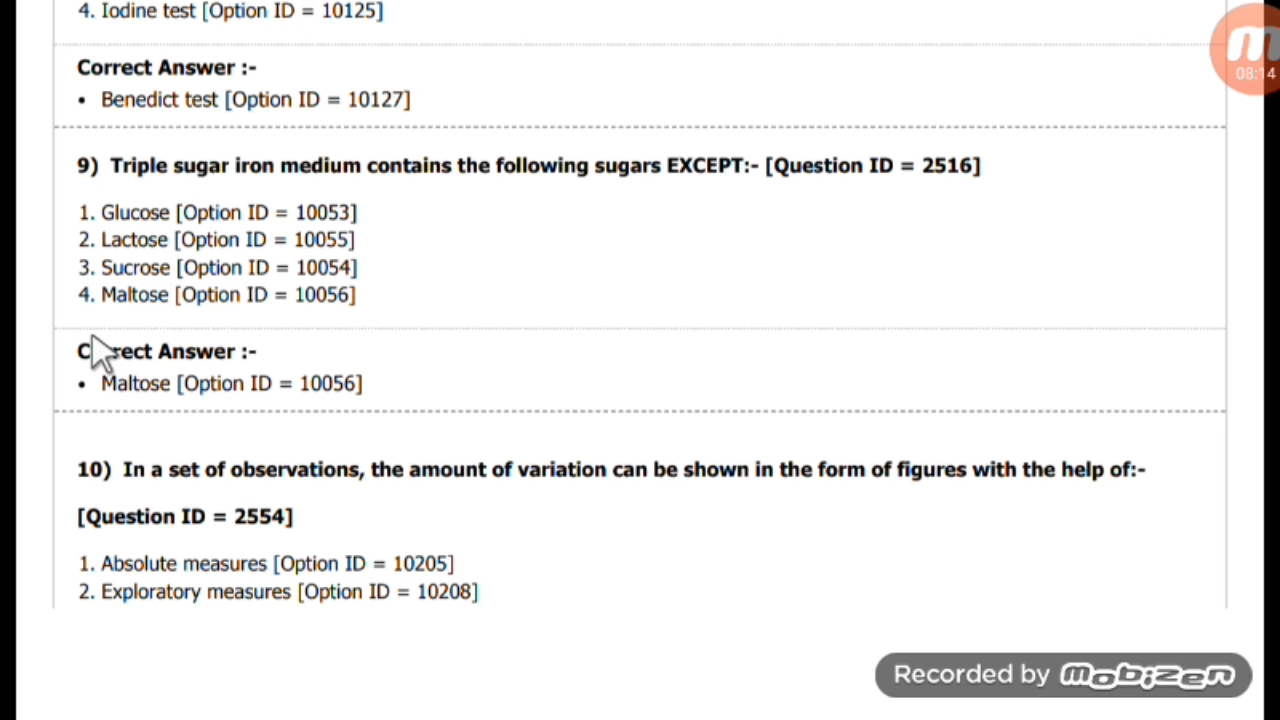 4. Iodine test [Option ID = 10125]
Correct Answer :-
• Benedict test [Option ID = 10127]
9) Triple sugar iron medium contains the following sugars EXCEPT:- [Question ID = 2516]
1. Glucose [Option ID = 10053]
2. Lactose [Option ID = 10055]
3. Sucrose [Option ID = 10054]
4. Maltose [Option ID = 10056]
Correct Answer :-
• Maltose [Option ID = 10056]
10) In a set of observations, the amount of variation can be shown in the form of figures with the help of:-
[Question ID = 2554]
1. Absolute measures [Option ID = 10205]
2. Exploratory measures [Option ID = 10208]
m
08:14
Recorded by mobizen